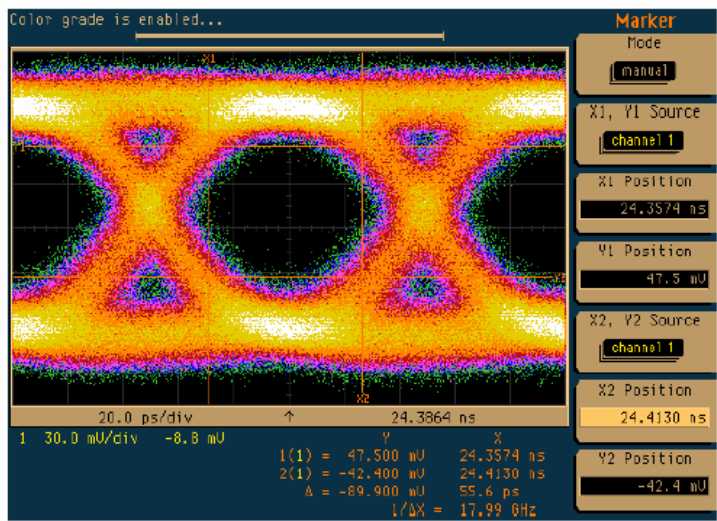 Color grade is enabled...
Marker
Mode
manual
X1, Y1 Source
channel 1
X1 Position
24.3574 ns
Y1 Position
47.5 mV
X2, Y2 Source
channel 1
X2 Position
24.4130 ns
Y2 Position
-42.4 mV
X1
Y1
Y2
X2
20.0 ps/div ↑ 24.3864 ns
1 30.0 mV/div -8.8 mV
Y X
1(1) = 47.500 mV 24.3574 ns
2(1) = -42.400 mV 24.4130 ns
Δ = -89.900 mV 55.6 ps
1/ΔX = 17.99 GHz